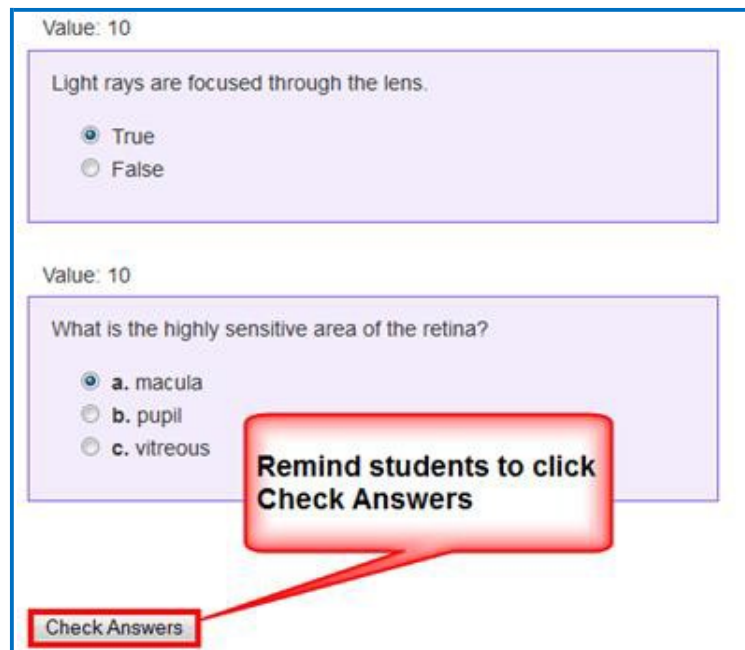 Value: 10
Light rays are focused through the lens.
True
False
Value: 10
What is the highly sensitive area of the retina?
a. macula
b. pupil
c. vitreous
Remind students to click
Check Answers
Check Answers